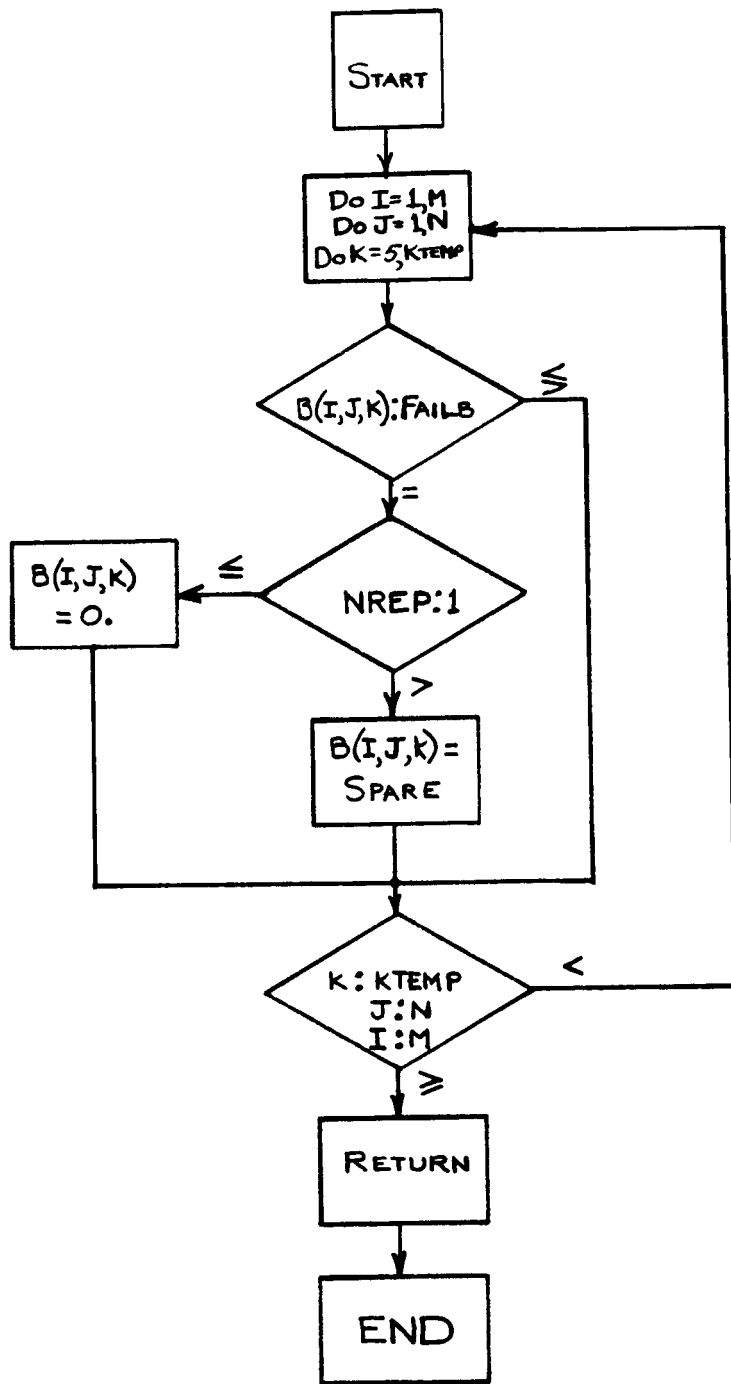 START
Do I=1,M
Do J=1,N
Do K=5,KTEMP
B(I,J,K):FAILB
≤
=
NREP:1
≤
B(I,J,K)
=0.
>
B(I,J,K)=
SPARE
K:KTEMP
J:N
I:M
<
≥
RETURN
END